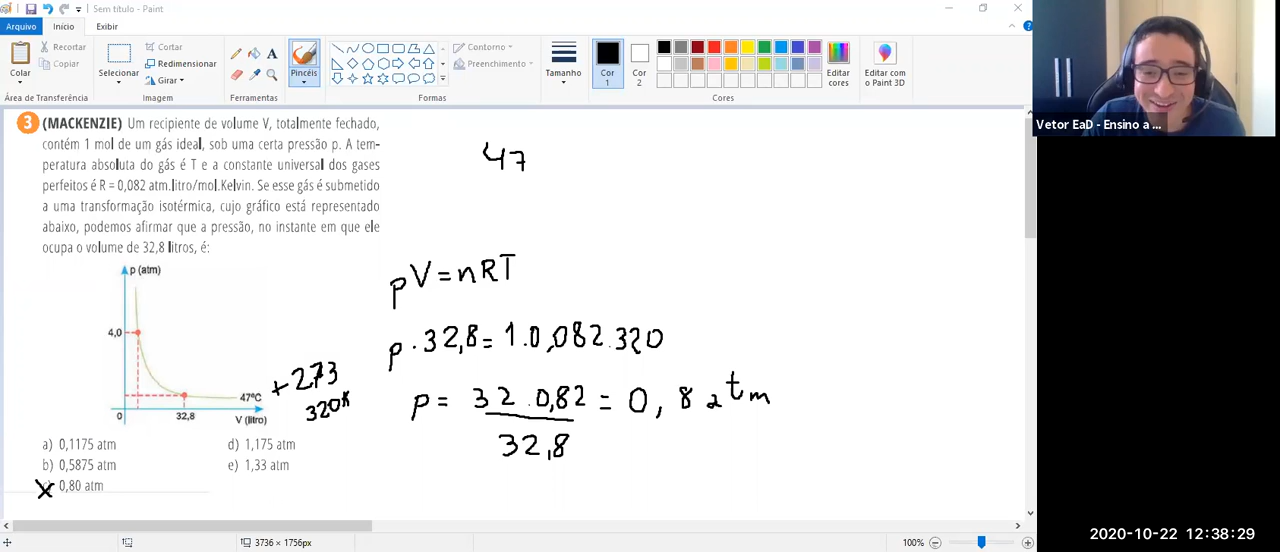 Sem título - Paint
Arquivo
Início
Exibir
Colar
Recortar
Copiar
Área de Transferência
Selecionar
Cortar
Redimensionar
Girar
Imagem
A
Ferramentas
Pincéis
Contorno
Preenchimento
Formas
Tamanho
Cor 1
Cor 2
Editar cores
Cores
Editar com o Paint 3D
Vetor EaD - Ensino a ...
3 (MACKENZIE) Um recipiente de volume V, totalmente fechado,
contém 1 mol de um gás ideal, sob uma certa pressão p. A tem-
peratura absoluta do gás é T e a constante universal dos gases
perfeitos é R = 0,082 atm.litro/mol.Kelvin. Se esse gás é submetido
a uma transformação isotérmica, cujo gráfico está representado
abaixo, podemos afirmar que a pressão, no instante em que ele
ocupa o volume de 32,8 litros, é:
47
p (atm)
4,0
0
32,8
47ºC
V (litro)
+273
320K
pV = nRT
p . 32,8 = 1.0,082.320
p = 32 . 0,82 = 0,8 atm
32,8
a) 0,1175 atm
b) 0,5875 atm
c) 0,80 atm
d) 1,175 atm
e) 1,33 atm
3736 × 1756px
100%
2020-10-22 12:38:29